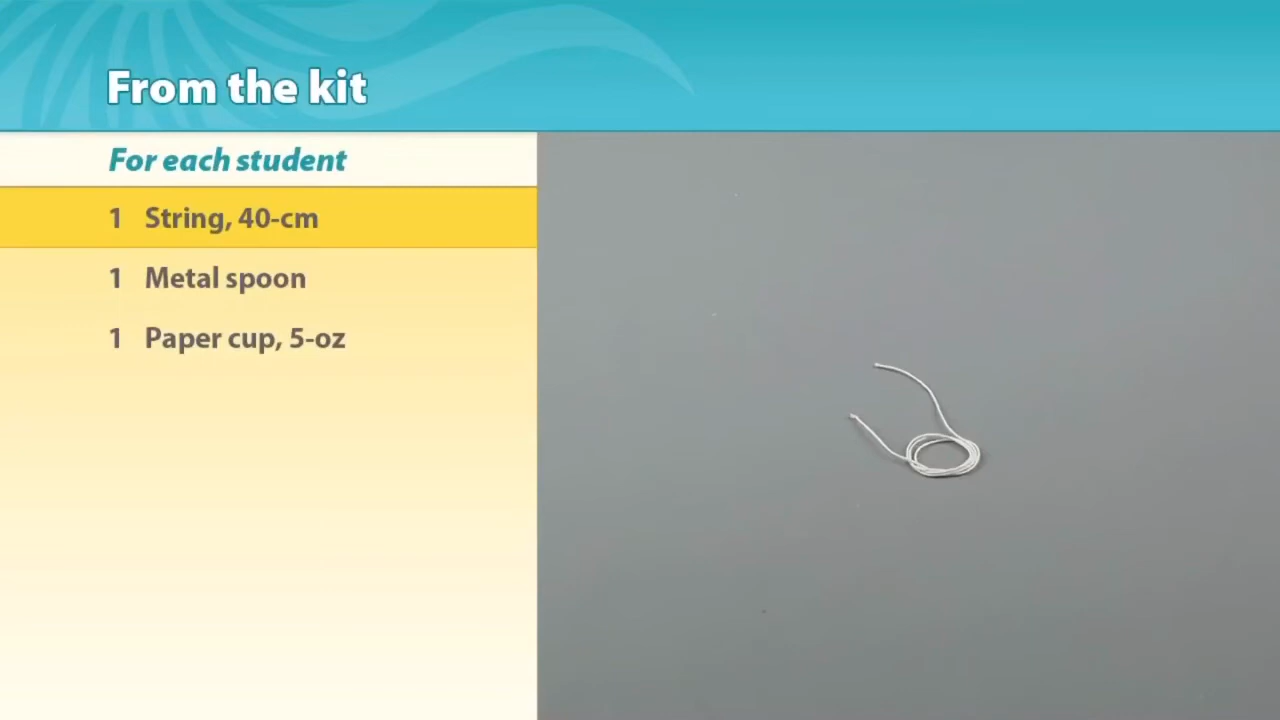 From the kit
For each student
1 String, 40-cm
1 Metal spoon
1 Paper cup, 5-oz